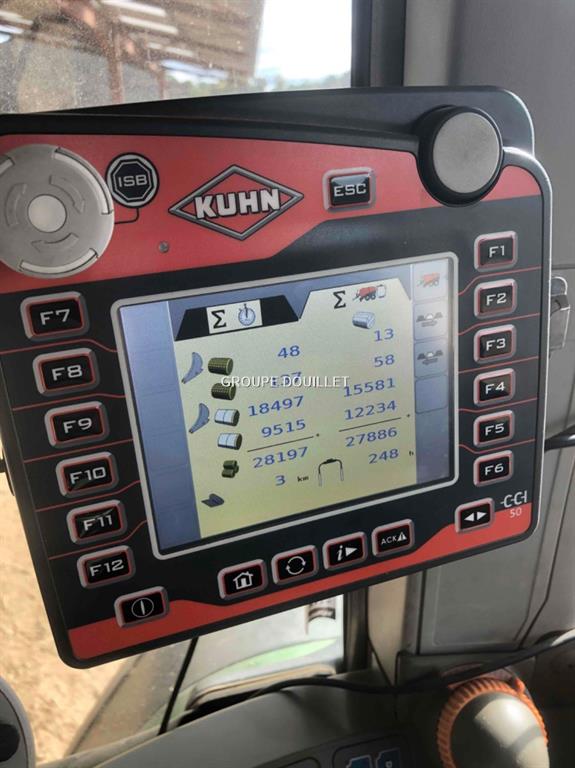 ISB
KUHN
ESC
F7
F8
F9
F10
F11
F12
F1
F2
F3
F4
F5
F6
Σ
Σ
48 13
137 58
GROUPE DOUILLET
18497 15581
9515 + 12234 +
28197 27886
3 km 248 h
CCI
50
ACK
i